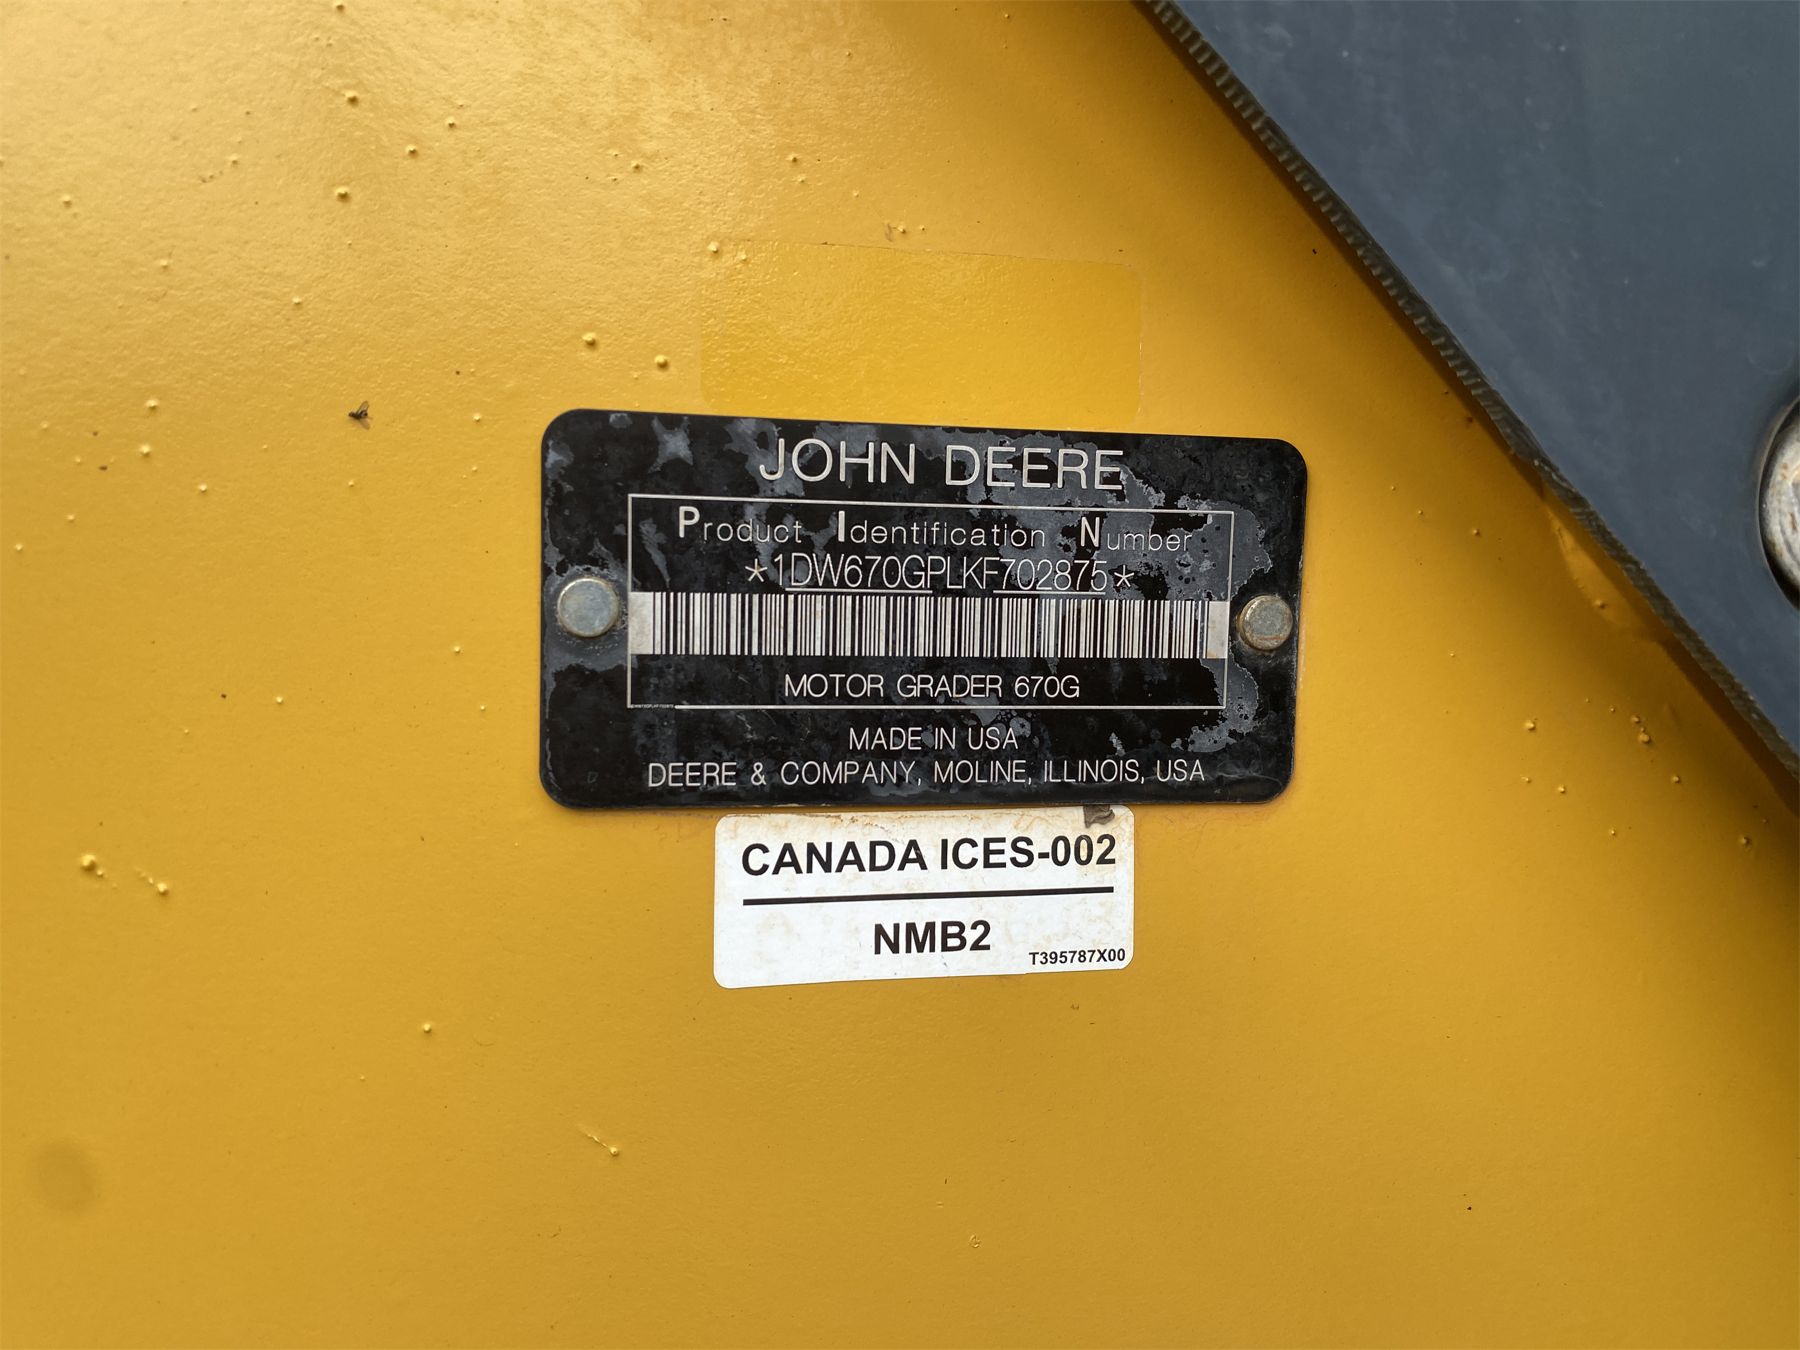 JOHN DEERE
Product Identification Number
*1DW670GPLKF702875*
MOTOR GRADER 670G
MADE IN USA
DEERE & COMPANY, MOLINE, ILLINOIS, USA
CANADA ICES-002
NMB2
T395787X00